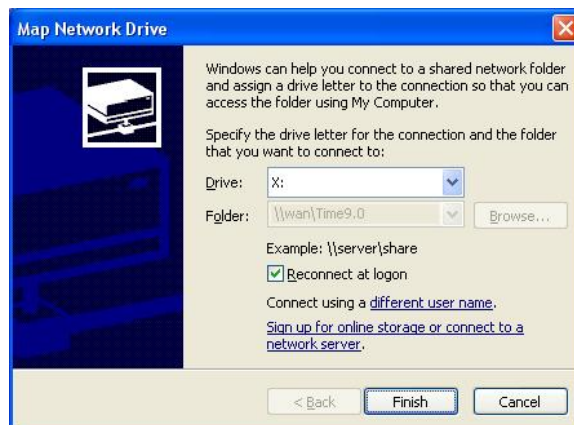 Map Network Drive
Windows can help you connect to a shared network folder
and assign a drive letter to the connection so that you can
access the folder using My Computer.
Specify the drive letter for the connection and the folder
that you want to connect to:
Drive: X:
Folder: \\wan\Time9.0 Browse...
Example: \\server\share
Reconnect at logon
Connect using a different user name.
Sign up for online storage or connect to a
network server.
< Back Finish Cancel